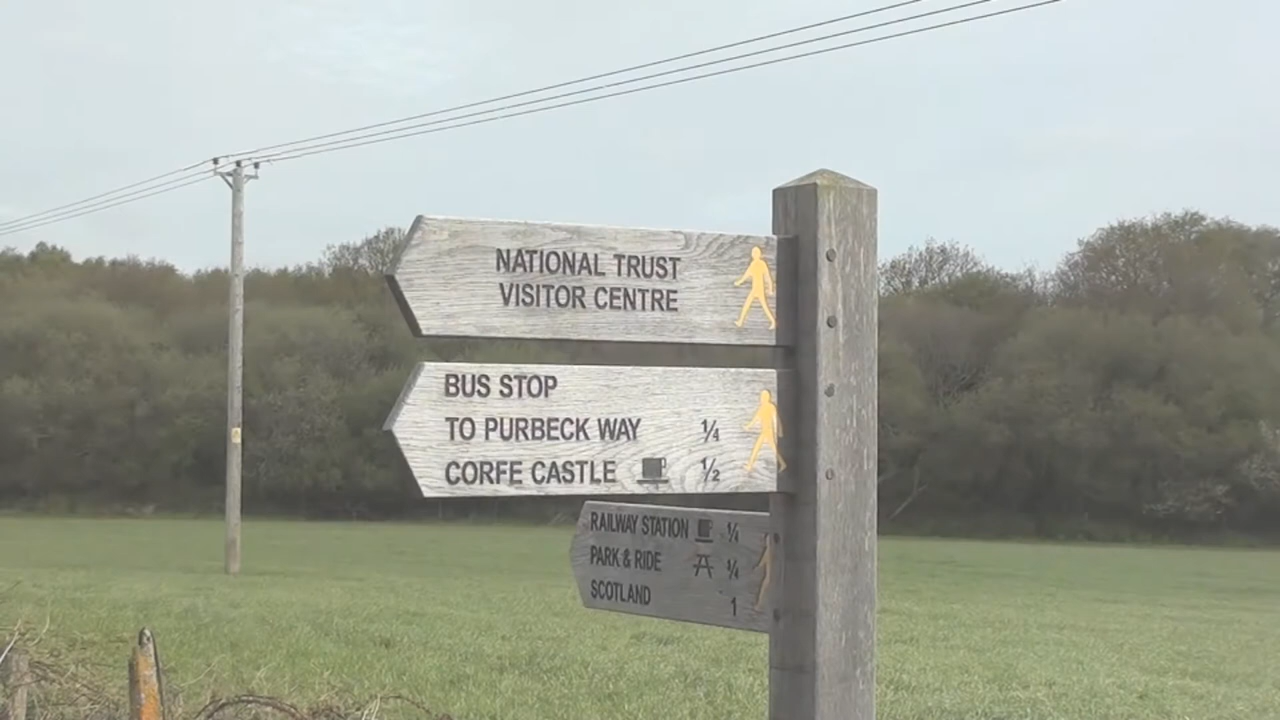 NATIONAL TRUST
VISITOR CENTRE
BUS STOP
TO PURBECK WAY ¼
CORFE CASTLE ½
RAILWAY STATION ¼
PARK & RIDE ¼
SCOTLAND 1